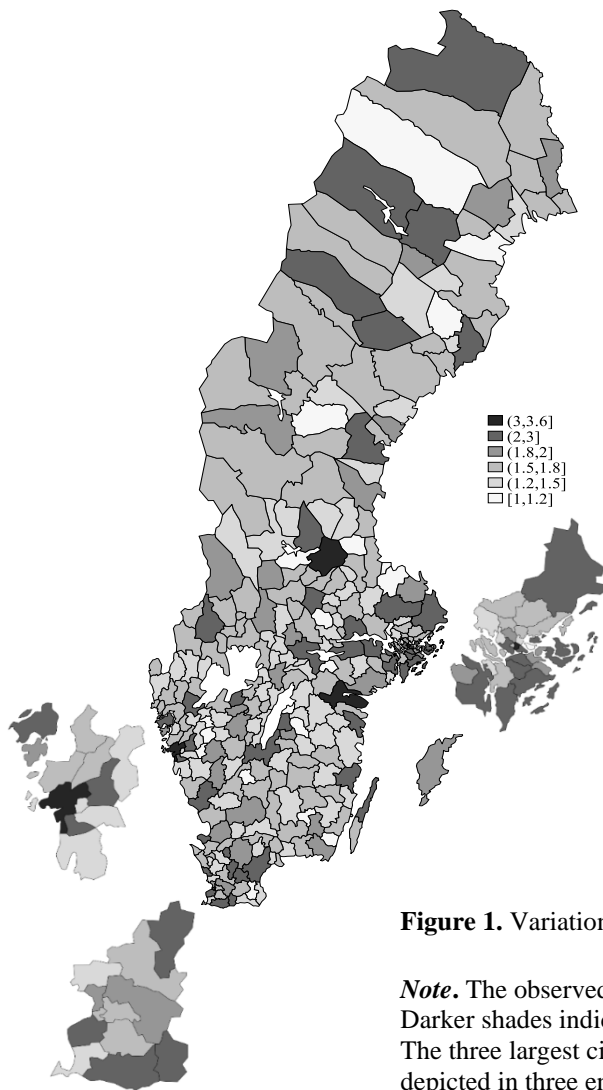 (3,3.6]
(2,3]
(1.8,2]
(1.5,1.8]
(1.2,1.5]
[1,1.2]
Figure 1. Variation
Note. The observed
Darker shades indic
The three largest ci
depicted in three en